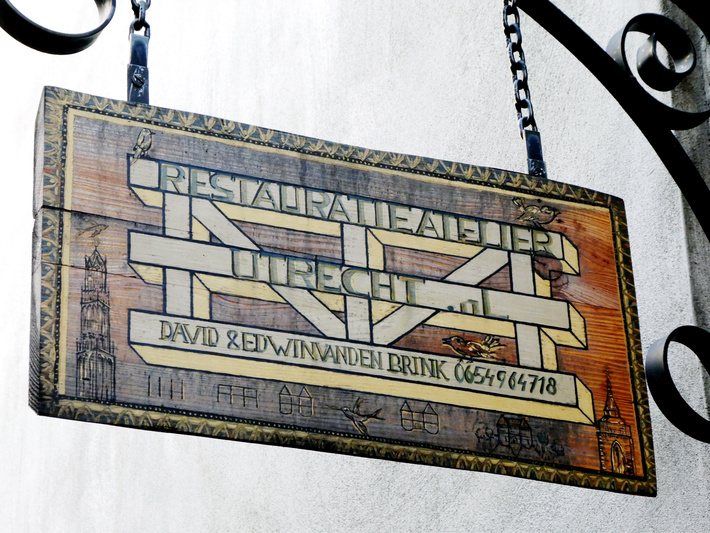 RESTAURATIEATELIER
UTRECHT .nL
DAVID & EDWIN VAN DEN BRINK 0654964718